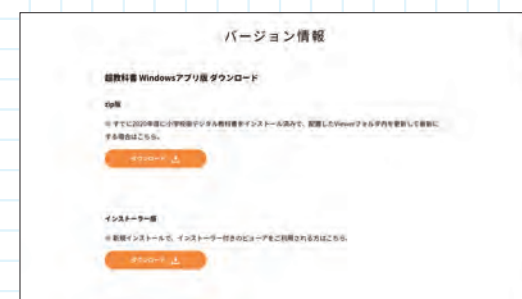 バージョン情報
超教科書 Windowsアプリ版 ダウンロード
zip版
※ すでに2020年度に小学校版デジタル教科書をインストール済みで、配置したViewerフォルダ内を更新して最新に
する場合はこちら。
ダウンロード
インストーラー版
※ 新規インストールで、インストーラー付きのビューアをご利用される方はこちら。
ダウンロード